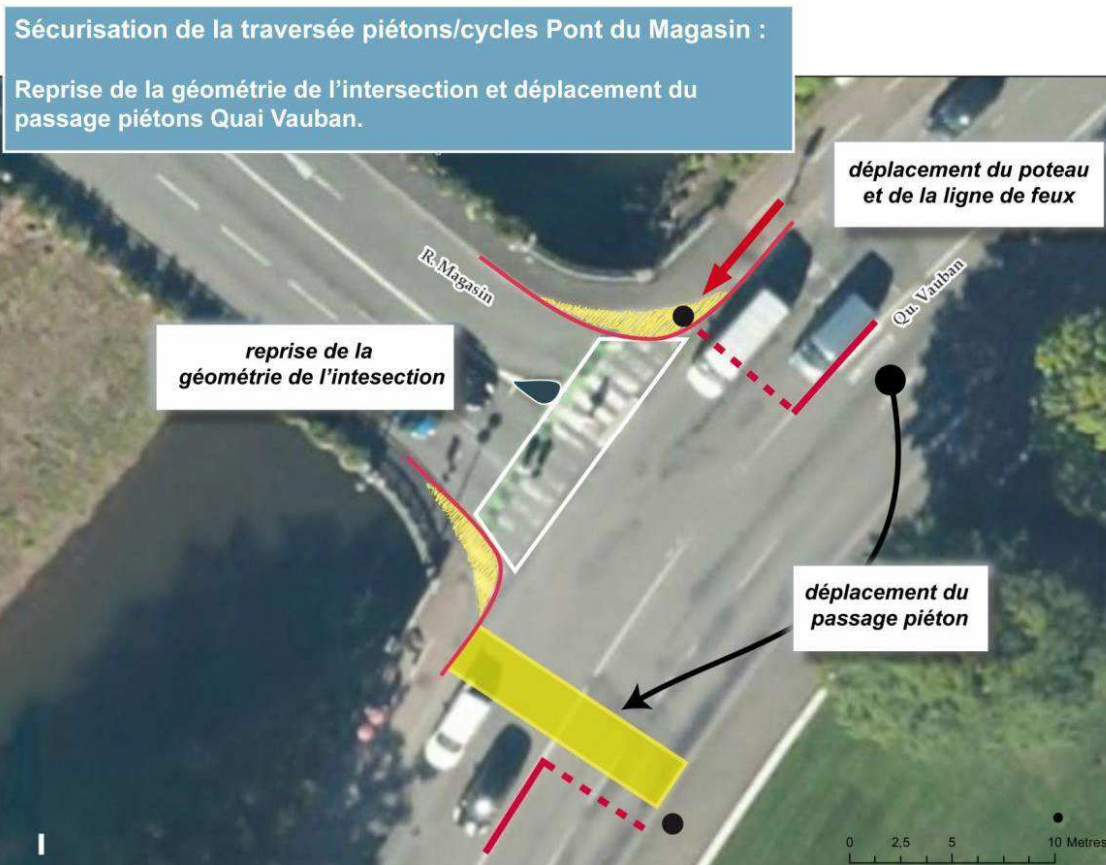 Sécurisation de la traversée piétons/cycles Pont du Magasin :
Reprise de la géométrie de l'intersection et déplacement du
passage piétons Quai Vauban.
déplacement du poteau
et de la ligne de feux
R. Magasin
Qu. Vauban
reprise de la
géométrie de l'intesection
déplacement du
passage piéton
0 2,5 5 10 Metres